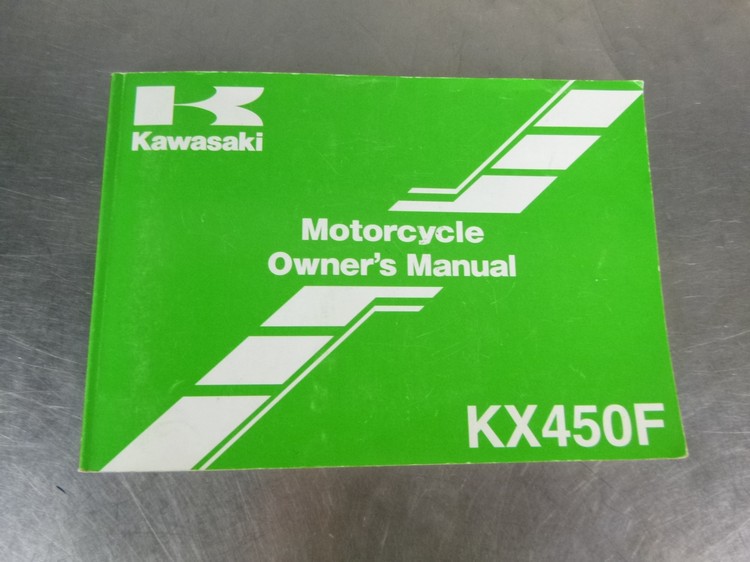 Kawasaki
Motorcycle
Owner's Manual
KX450F